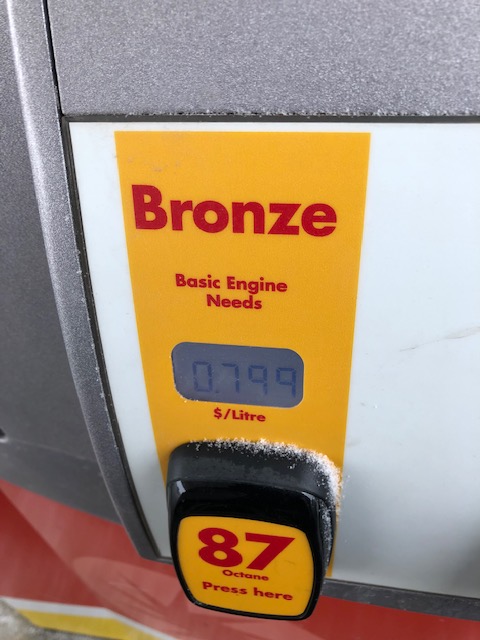 Bronze
Basic Engine
Needs
0.799
$/Litre
87
Octane
Press here